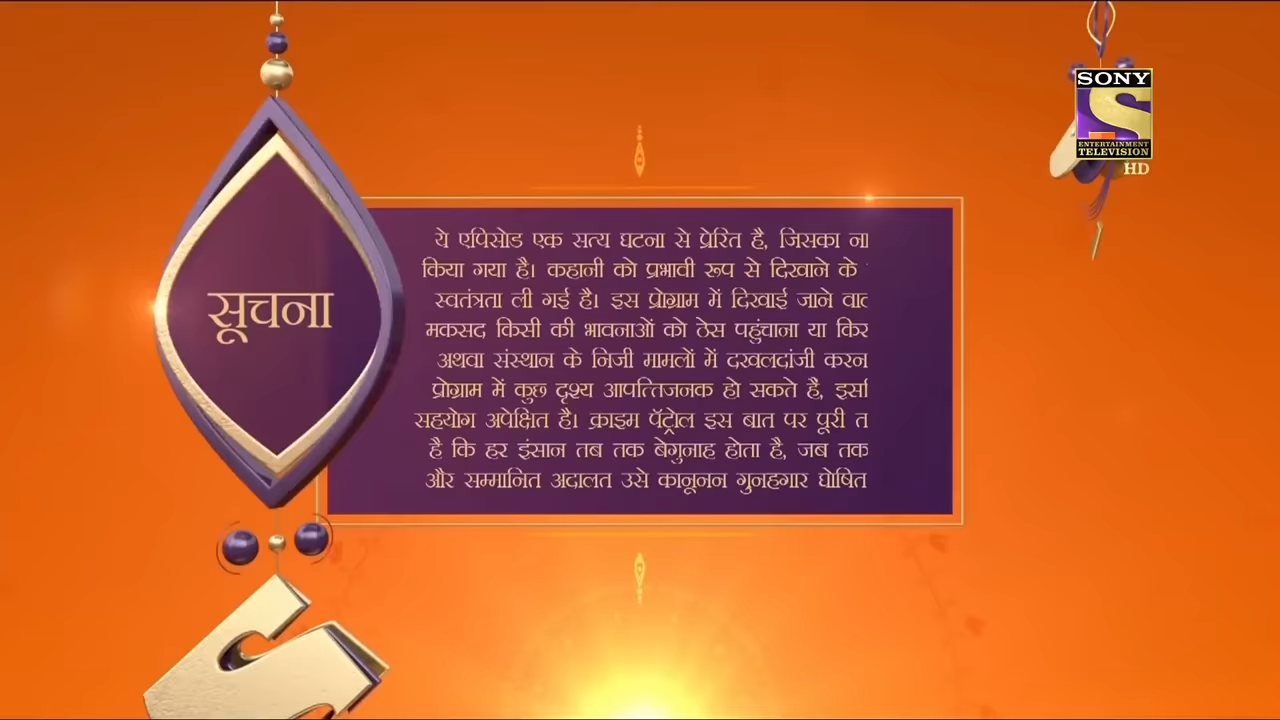 SONY
ENTERTAINMENT
TELEVISION
HD
सूचना
ये एपिसोड एक सत्य घटना से प्रेरित है, जिसका
किया गया है। कहानी को प्रभावी रूप से दिखाने के
स्वतंत्रता ली गई है। इस प्रोग्राम में दिखाई जाने
मकसद किसी की भावनाओं को ठेस पहुंचाना या
अथवा संस्थान के निजी मामलों में दखलदांजी
प्रोग्राम में कुछ दृश्य आपत्तिजनक हो सकते हैं,
सहयोग अपेक्षित है। क्राइम पॅट्रोल इस बात पर पूरी
है कि हर इंसान तब तक बेगुनाह होता है, जब तक
और सम्मानित अदालत उसे कानूनन गुनहगार घोषित